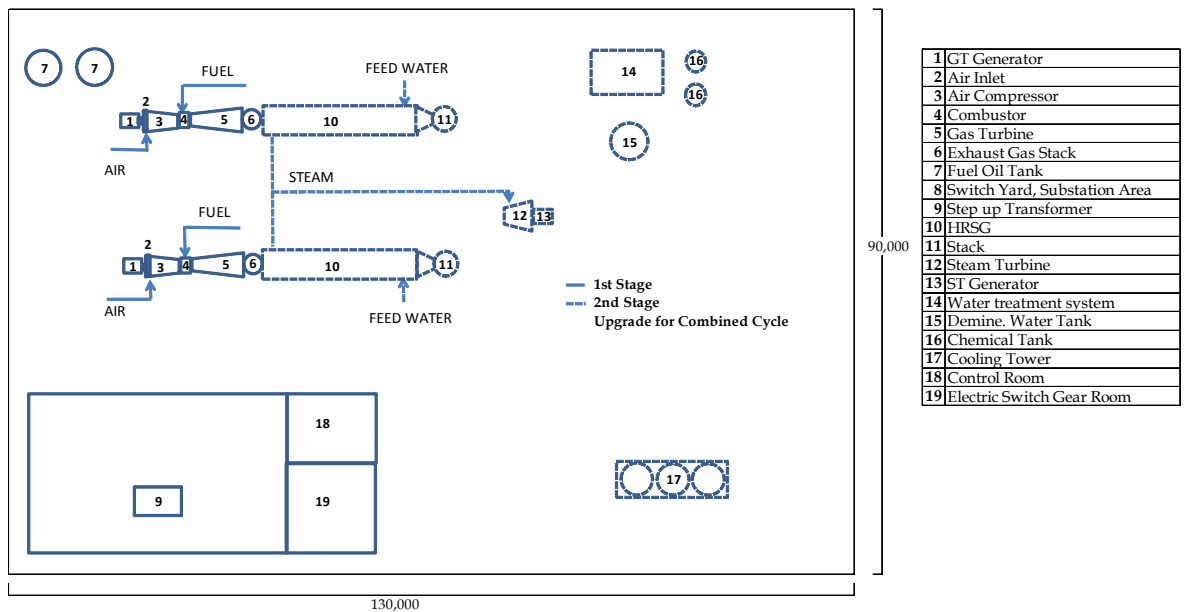 7 7
FUEL
FEED WATER
14
16
16
1 2 3 4 5 6 10 11
15
AIR
STEAM
12 13
FUEL
1 2 3 4 5 6 10 11
AIR
FEED WATER
1st Stage
2nd Stage
Upgrade for Combined Cycle
18
9
19
17
90,000
130,000
1 GT Generator
2 Air Inlet
3 Air Compressor
4 Combustor
5 Gas Turbine
6 Exhaust Gas Stack
7 Fuel Oil Tank
8 Switch Yard, Substation Area
9 Step up Transformer
10 HRSG
11 Stack
12 Steam Turbine
13 ST Generator
14 Water treatment system
15 Demine. Water Tank
16 Chemical Tank
17 Cooling Tower
18 Control Room
19 Electric Switch Gear Room